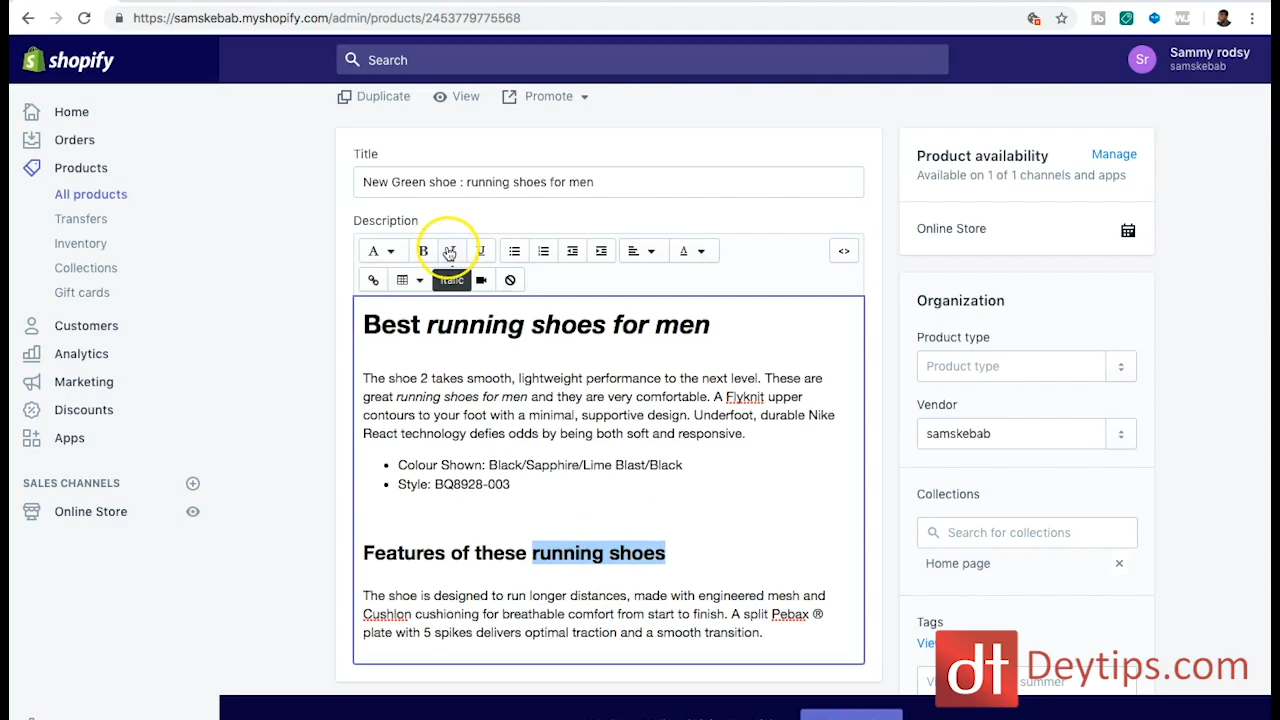 https://samskebab.myshopify.com/admin/products/2453779775568
shopify
Search
Sr
Sammy rodsy
samskebab
Home
Orders
Products
All products
Transfers
Inventory
Collections
Gift cards
Customers
Analytics
Marketing
Discounts
Apps
SALES CHANNELS
Online Store
Duplicate
View
Promote
Title
New Green shoe : running shoes for men
Description
A
B
U
A
<>
Italic
Best running shoes for men
The shoe 2 takes smooth, lightweight performance to the next level. These are
great running shoes for men and they are very comfortable. A Flyknit upper
contours to your foot with a minimal, supportive design. Underfoot, durable Nike
React technology defies odds by being both soft and responsive.
• Colour Shown: Black/Sapphire/Lime Blast/Black
• Style: BQ8928-003
Features of these running shoes
The shoe is designed to run longer distances, made with engineered mesh and
Cushlon cushioning for breathable comfort from start to finish. A split Pebax ®
plate with 5 spikes delivers optimal traction and a smooth transition.
Product availability
Manage
Available on 1 of 1 channels and apps
Online Store
Organization
Product type
Product type
Vendor
samskebab
Collections
Search for collections
Home page
Tags
summer
dt Deytips.com